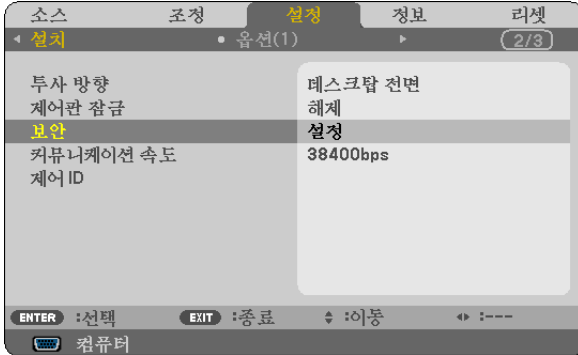 소스 조정 설정 정보 리셋
설치 옵션(1) 2/3
투사 방향 데스크탑 전면
제어판 잠금 해제
보안 설정
커뮤니케이션 속도 38400bps
제어 ID
ENTER :선택 EXIT :종료 :이동 :---
컴퓨터